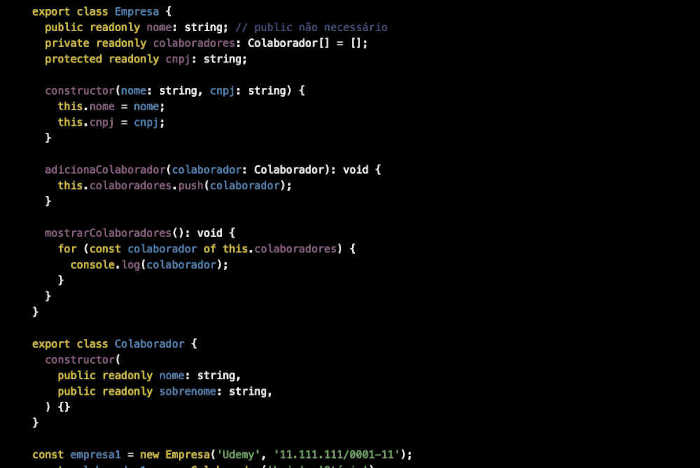 export class Empresa {
  public readonly nome: string; // public não necessário
  private readonly colaboradores: Colaborador[] = [];
  protected readonly cnpj: string;

  constructor(nome: string, cnpj: string) {
    this.nome = nome;
    this.cnpj = cnpj;
  }

  adicionaColaborador(colaborador: Colaborador): void {
    this.colaboradores.push(colaborador);
  }

  mostrarColaboradores(): void {
    for (const colaborador of this.colaboradores) {
      console.log(colaborador);
    }
  }
}

export class Colaborador {
  constructor(
    public readonly nome: string,
    public readonly sobrenome: string,
  ) {}
}

const empresa1 = new Empresa('Udemy', '11.111.111/0001-11');